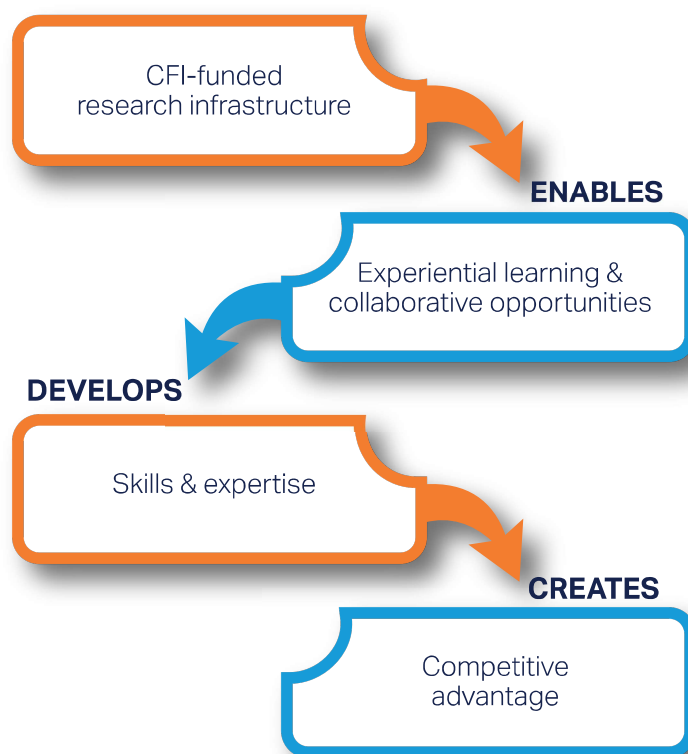 CFI-funded
research infrastructure
ENABLES
Experiential learning &
collaborative opportunities
DEVELOPS
Skills & expertise
CREATES
Competitive
advantage